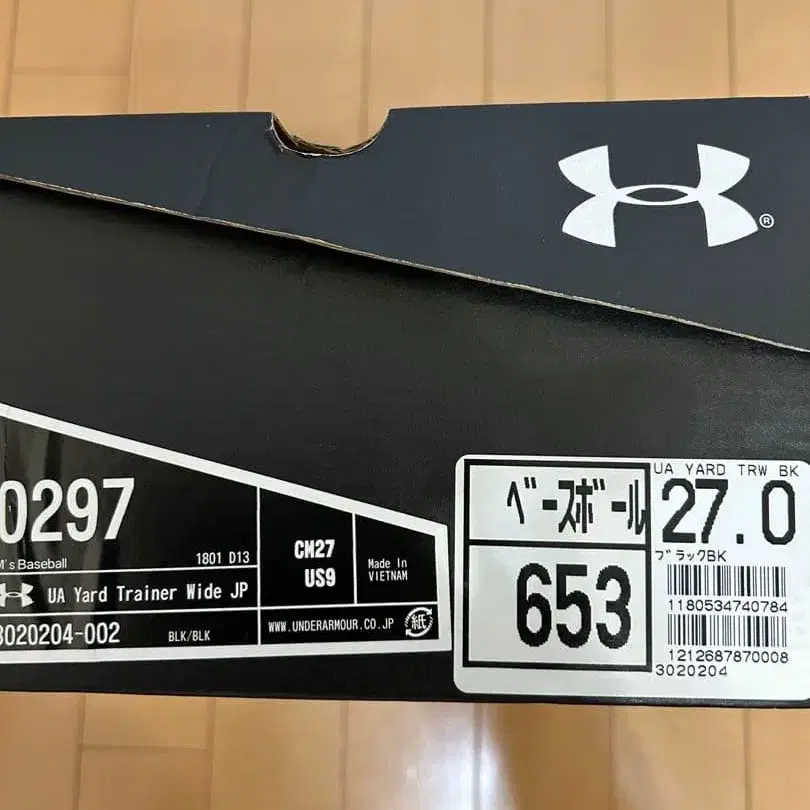 ®
0297
M's Baseball
1801 D13
UA Yard Trainer Wide JP
3020204-002
BLK/BLK
CM27
US9
Made In
VIETNAM
WWW.UNDERARMOUR.CO.JP
紙
ベースボール
653
UA YARD TRW BK
27.0
ブラックBK
1180534740784
1212687870008
3020204